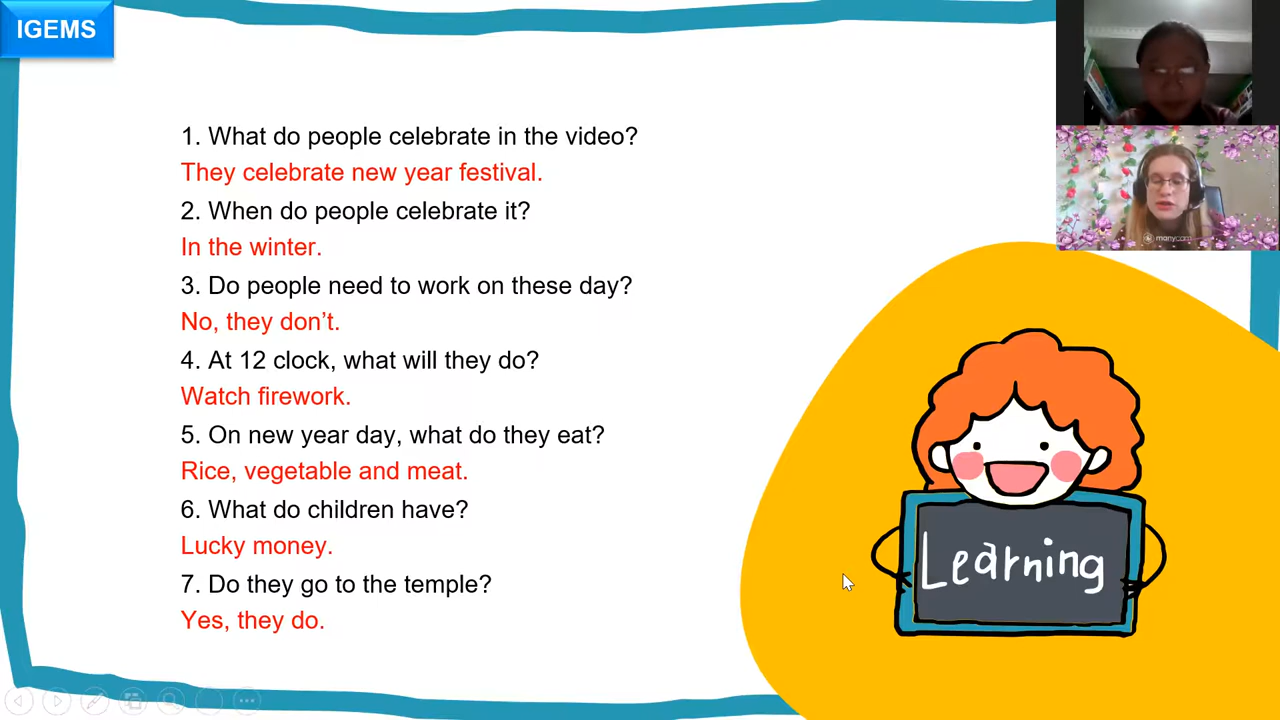 IGEMS
1. What do people celebrate in the video?
They celebrate new year festival.
2. When do people celebrate it?
In the winter.
3. Do people need to work on these day?
No, they don't.
4. At 12 clock, what will they do?
Watch firework.
5. On new year day, what do they eat?
Rice, vegetable and meat.
6. What do children have?
Lucky money.
7. Do they go to the temple?
Yes, they do.
Learning
manycam